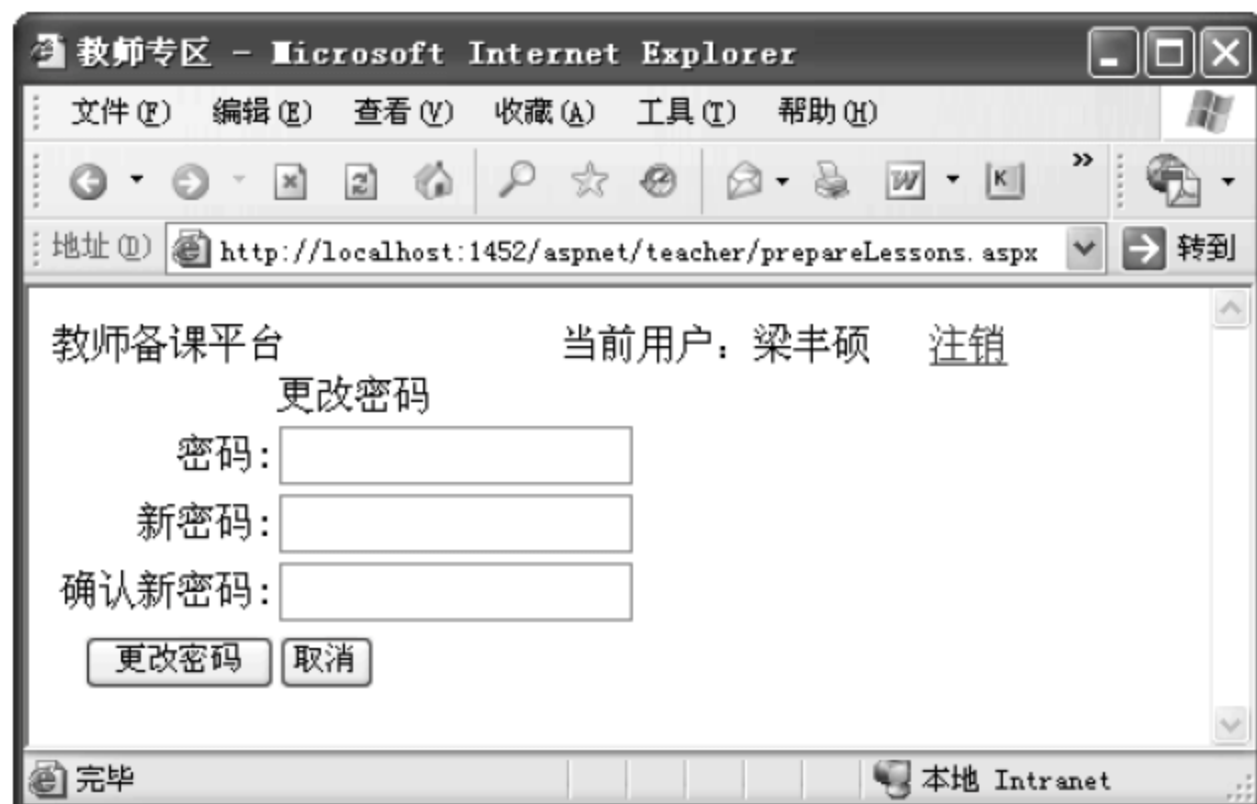 教师专区 - Microsoft Internet Explorer
文件(F) 编辑(E) 查看(V) 收藏(A) 工具(T) 帮助(H)
W K »
地址(D) http://localhost:1452/aspnet/teacher/prepareLessons.aspx 转到
教师备课平台 当前用户：梁丰硕 注销
更改密码
密码:
新密码:
确认新密码:
更改密码 取消
完毕 本地 Intranet